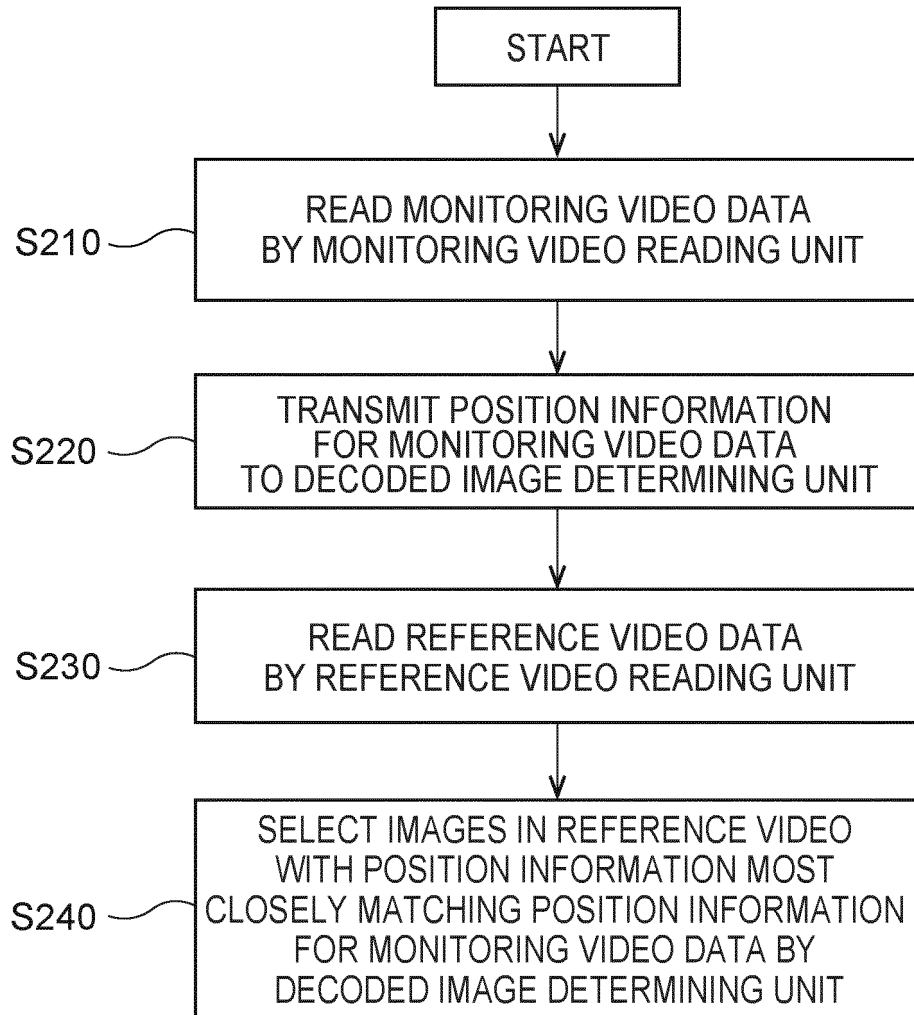 START
S210
READ MONITORING VIDEO DATA
BY MONITORING VIDEO READING UNIT
S220
TRANSMIT POSITION INFORMATION
FOR MONITORING VIDEO DATA
TO DECODED IMAGE DETERMINING UNIT
S230
READ REFERENCE VIDEO DATA
BY REFERENCE VIDEO READING UNIT
S240
SELECT IMAGES IN REFERENCE VIDEO
WITH POSITION INFORMATION MOST
CLOSELY MATCHING POSITION INFORMATION
FOR MONITORING VIDEO DATA BY
DECODED IMAGE DETERMINING UNIT